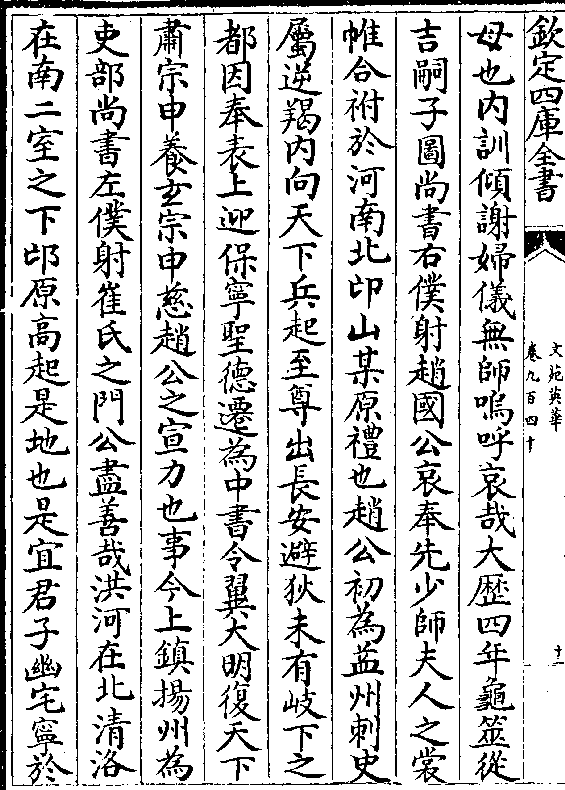 欽定四庫全書
文苑英華
卷九百四十
十一
母也内訓傾謝婦儀無師嗚呼哀哉大歴四年龜筮從
吉嗣子圖尚書右僕射趙國公哀奉先少師夫人之裳
帷合祔於河南北邙山某原禮也趙公初為益州刺史
屬逆羯内向天下兵起至尊出長安避狄未有岐下之
都因奉表上迎保寧聖德遷為中書令翼大明復天下
肅宗申養玄宗申慈趙公之宣力也事今上鎮揚州為
吏部尚書左僕射崔氏之門公盡善哉洪河在北清洛
在南二室之下邙原高起是地也是宜君子幽宅寧於